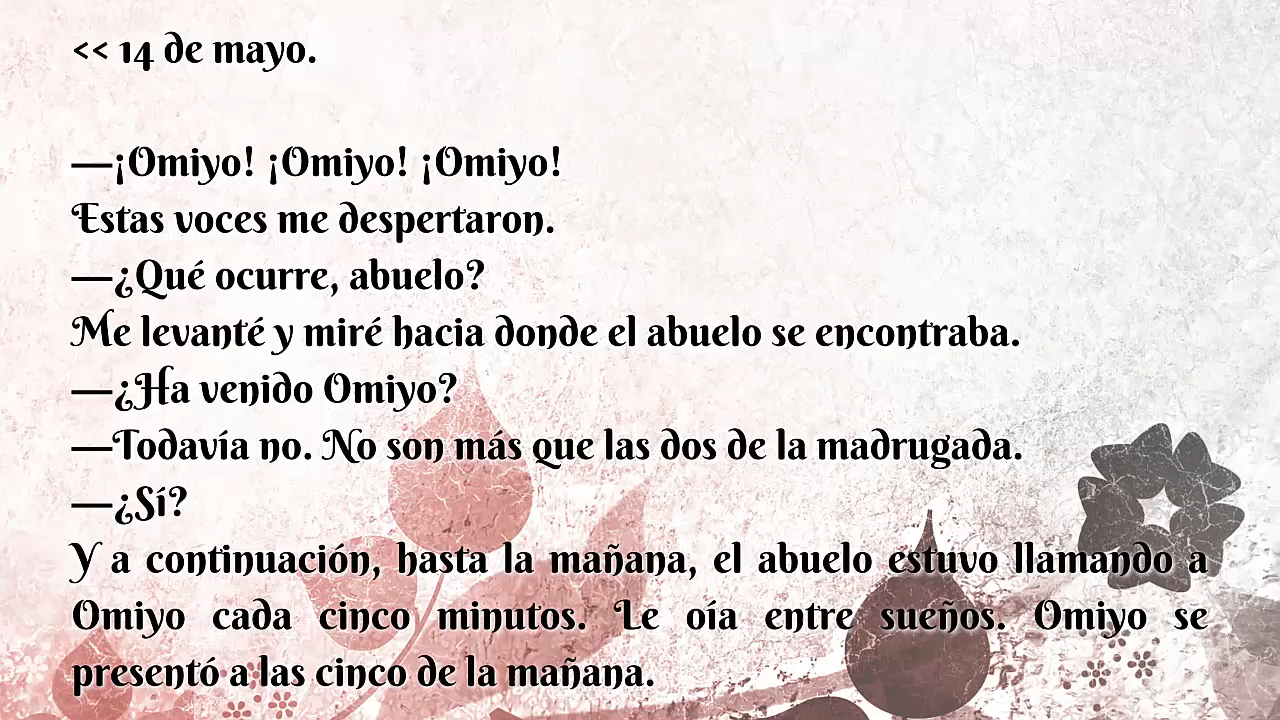 << 14 de mayo.
—¡Omiyo! ¡Omiyo! ¡Omiyo!
Estas voces me despertaron.
—¿Qué ocurre, abuelo?
Me levanté y miré hacia donde el abuelo se encontraba.
—¿Ha venido Omiyo?
—Todavía no. No son más que las dos de la madrugada.
—¿Sí?
Y a continuación, hasta la mañana, el abuelo estuvo llamando a
Omiyo cada cinco minutos. Le oía entre sueños. Omiyo se
presentó a las cinco de la mañana.